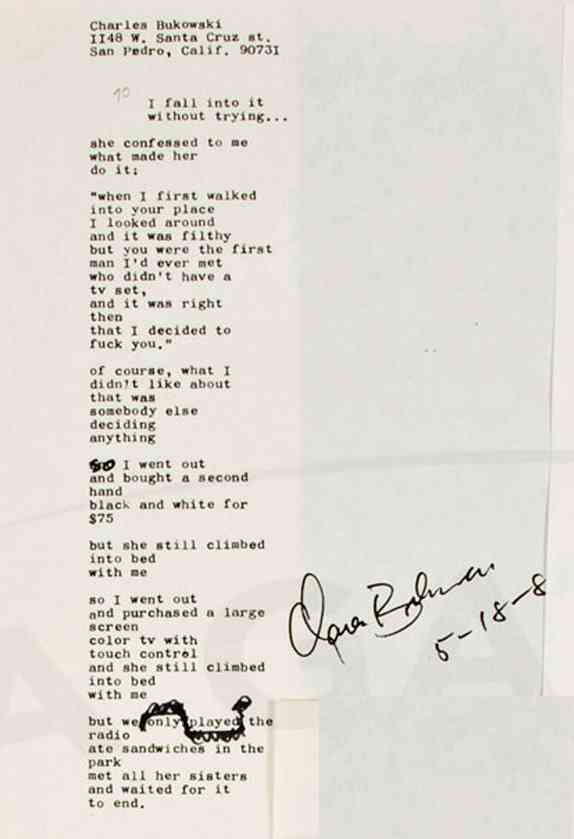 Charles Bukowski
1148 W. Santa Cruz st.
San Pedro, Calif. 90731
I fall into it
without trying...
she confessed to me
what made her
do it;
"when I first walked
into your place
I looked around
and it was filthy
but you were the first
man I'd ever met
who didn't have a
tv set,
and it was right
then
that I decided to
fuck you."
of course, what I
didn't like about
that was
somebody else
deciding
anything
so I went out
and bought a second
hand
black and white for
$75
but she still climbed
into bed
with me
so I went out
and purchased a large
screen
color tv with
touch control
and she still climbed
into bed
with me
but we only played the
radio
ate sandwiches in the
park
met all her sisters
and waited for it
to end.
5-18-8